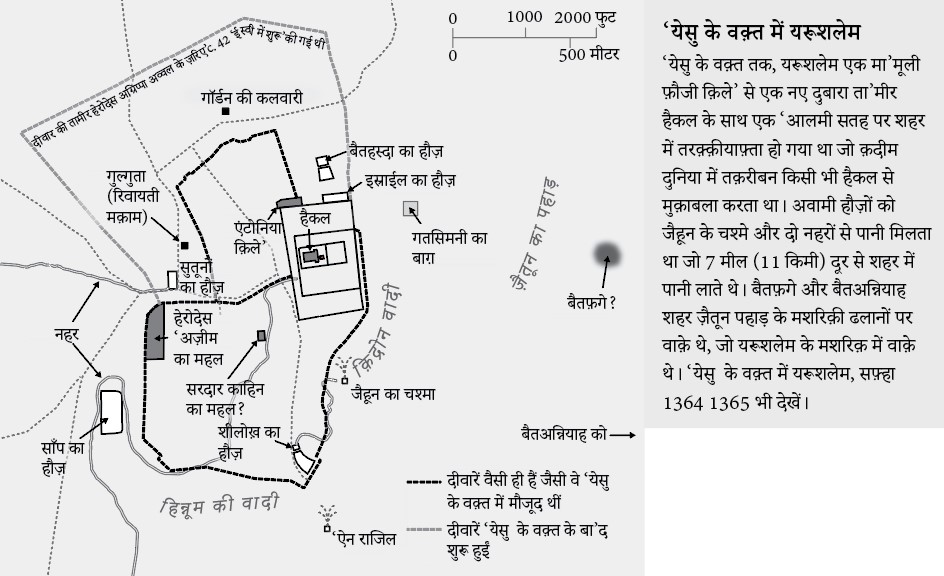 0 1000 2000 फुट
0 500 मीटर
दीवार की तामीर हेरोदेस अग्रिप्पा अव्वल के ज़रिए c. 42 'ईस्वी में शुरू' की गई थी
गॉर्डन की कलवारी
बैतहस्दा का हौज़
इस्राईल का हौज़
गुल्गुता
(रिवायती
मक़ाम)
एंटोनिया
क़िले'
हैकल
गतसिमनी का
बाग़
ज़ैतून का पहाड़
बैतफ़गे?
सुतूनों
का हौज़
हेरोदेस
'अज़ीम
का महल
नहर
क़िद्रोन वादी
सरदार काहिन
का महल?
जैहून का चश्मा
शीलोख़ का
हौज़
बैतअन्नियाह को
साँप का
हौज़
हिन्नूम की वादी
'ऐन राजिल
दीवारें वैसी ही हैं जैसी वे 'येसु
के वक़्त में मौजूद थीं
दीवारें 'येसु के वक़्त के बा'द
शुरू हुईं
'येसु के वक़्त में यरूशलेम
'येसु के वक़्त तक, यरूशलेम एक मा'मूली
फ़ौजी क़िले' से एक नए दुबारा ता'मीर
हैकल के साथ एक 'आलमी सतह पर शहर
में तरक़्क़ीयाफ़्ता हो गया था जो क़दीम
दुनिया में तक़रीबन किसी भी हैकल से
मुक़ाबला करता था। अवामी हौज़ों को
जैहून के चश्मे और दो नहरों से पानी मिलता
था जो 7 मील (11 किमी) दूर से शहर में
पानी लाते थे। बैतफ़गे और बैतअन्नियाह
शहर ज़ैतून पहाड़ के मशरिक़ी ढलानों पर
वाक़े थे, जो यरूशलेम के मशरिक़ में वाक़े
थे। 'येसु के वक़्त में यरूशलेम, सफ़्हा
1364 1365 भी देखें।